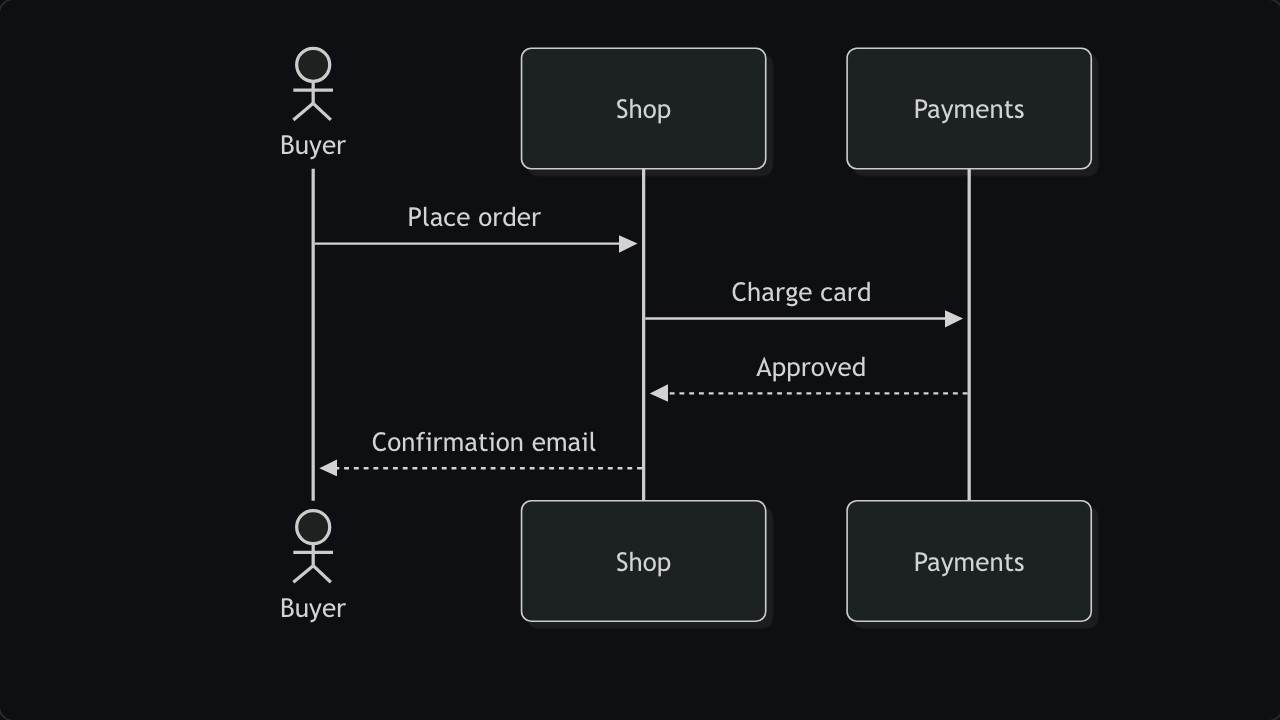 Buyer
Shop
Payments
Place order
Charge card
Approved
Confirmation email
Buyer
Shop
Payments